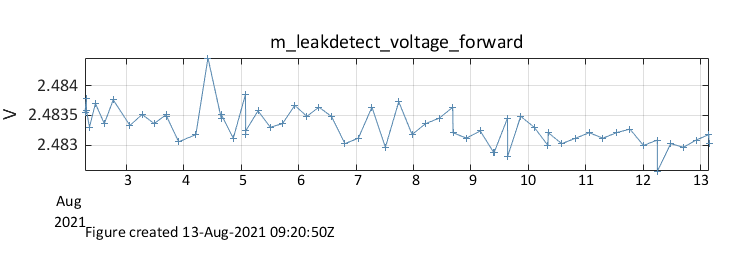 m_leakdetect_voltage_forward
V
2.484
2.4835
2.483
3 4 5 6 7 8 9 10 11 12 13
Aug
2021
Figure created 13-Aug-2021 09:20:50Z